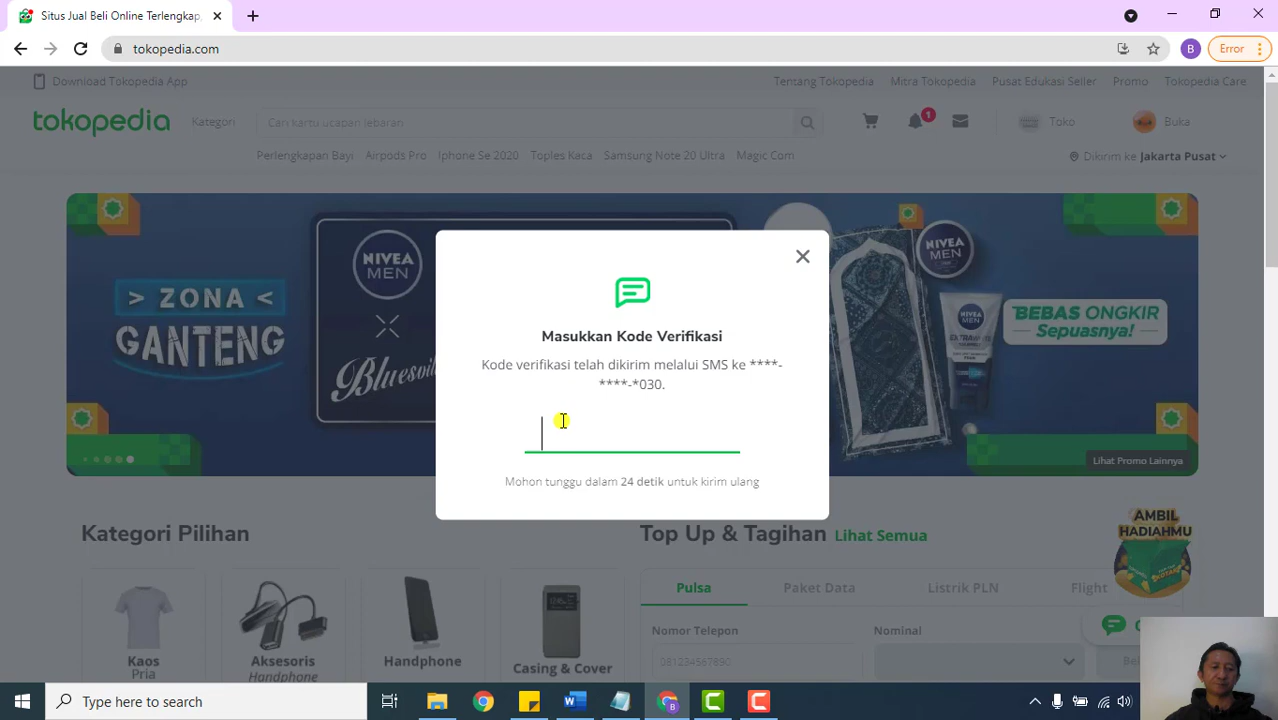 Situs Jual Beli Online Terlengkap,
tokopedia.com
Error
Download Tokopedia App
Tentang Tokopedia Mitra Tokopedia Pusat Edukasi Seller Promo Tokopedia Care
tokopedia Kategori Cari kartu ucapan lebaran 1 Toko Buka
Perlengkapan Bayi Airpods Pro Iphone Se 2020 Toples Kaca Samsung Note 20 Ultra Magic Com
Dikirim ke Jakarta Pusat
> ZONA <
GANTENG
NIVEA
MEN
NIVEA
MEN
BEBAS ONGKIR
Sepuasnya!
Lihat Promo Lainnya
Masukkan Kode Verifikasi
Kode verifikasi telah dikirim melalui SMS ke ****-
****-*030.
Mohon tunggu dalam 24 detik untuk kirim ulang
Kategori Pilihan
Kaos
Pria
Aksesoris
Handphone
Handphone
Casing & Cover
Top Up & Tagihan Lihat Semua
AMBIL
HADIAHMU
Pulsa Paket Data Listrik PLN Flight
Nomor Telepon Nominal
081234567890
Type here to search